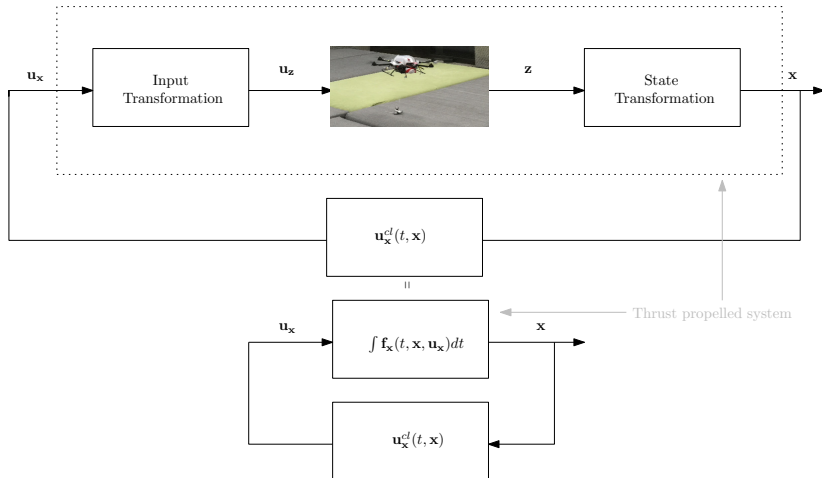 u_x
Input
Transformation
u_z
z
State
Transformation
x
u_x^{cl}(t, x)
=
Thrust propelled system
u_x
∫ f_x(t, x, u_x)dt
x
u_x^{cl}(t, x)